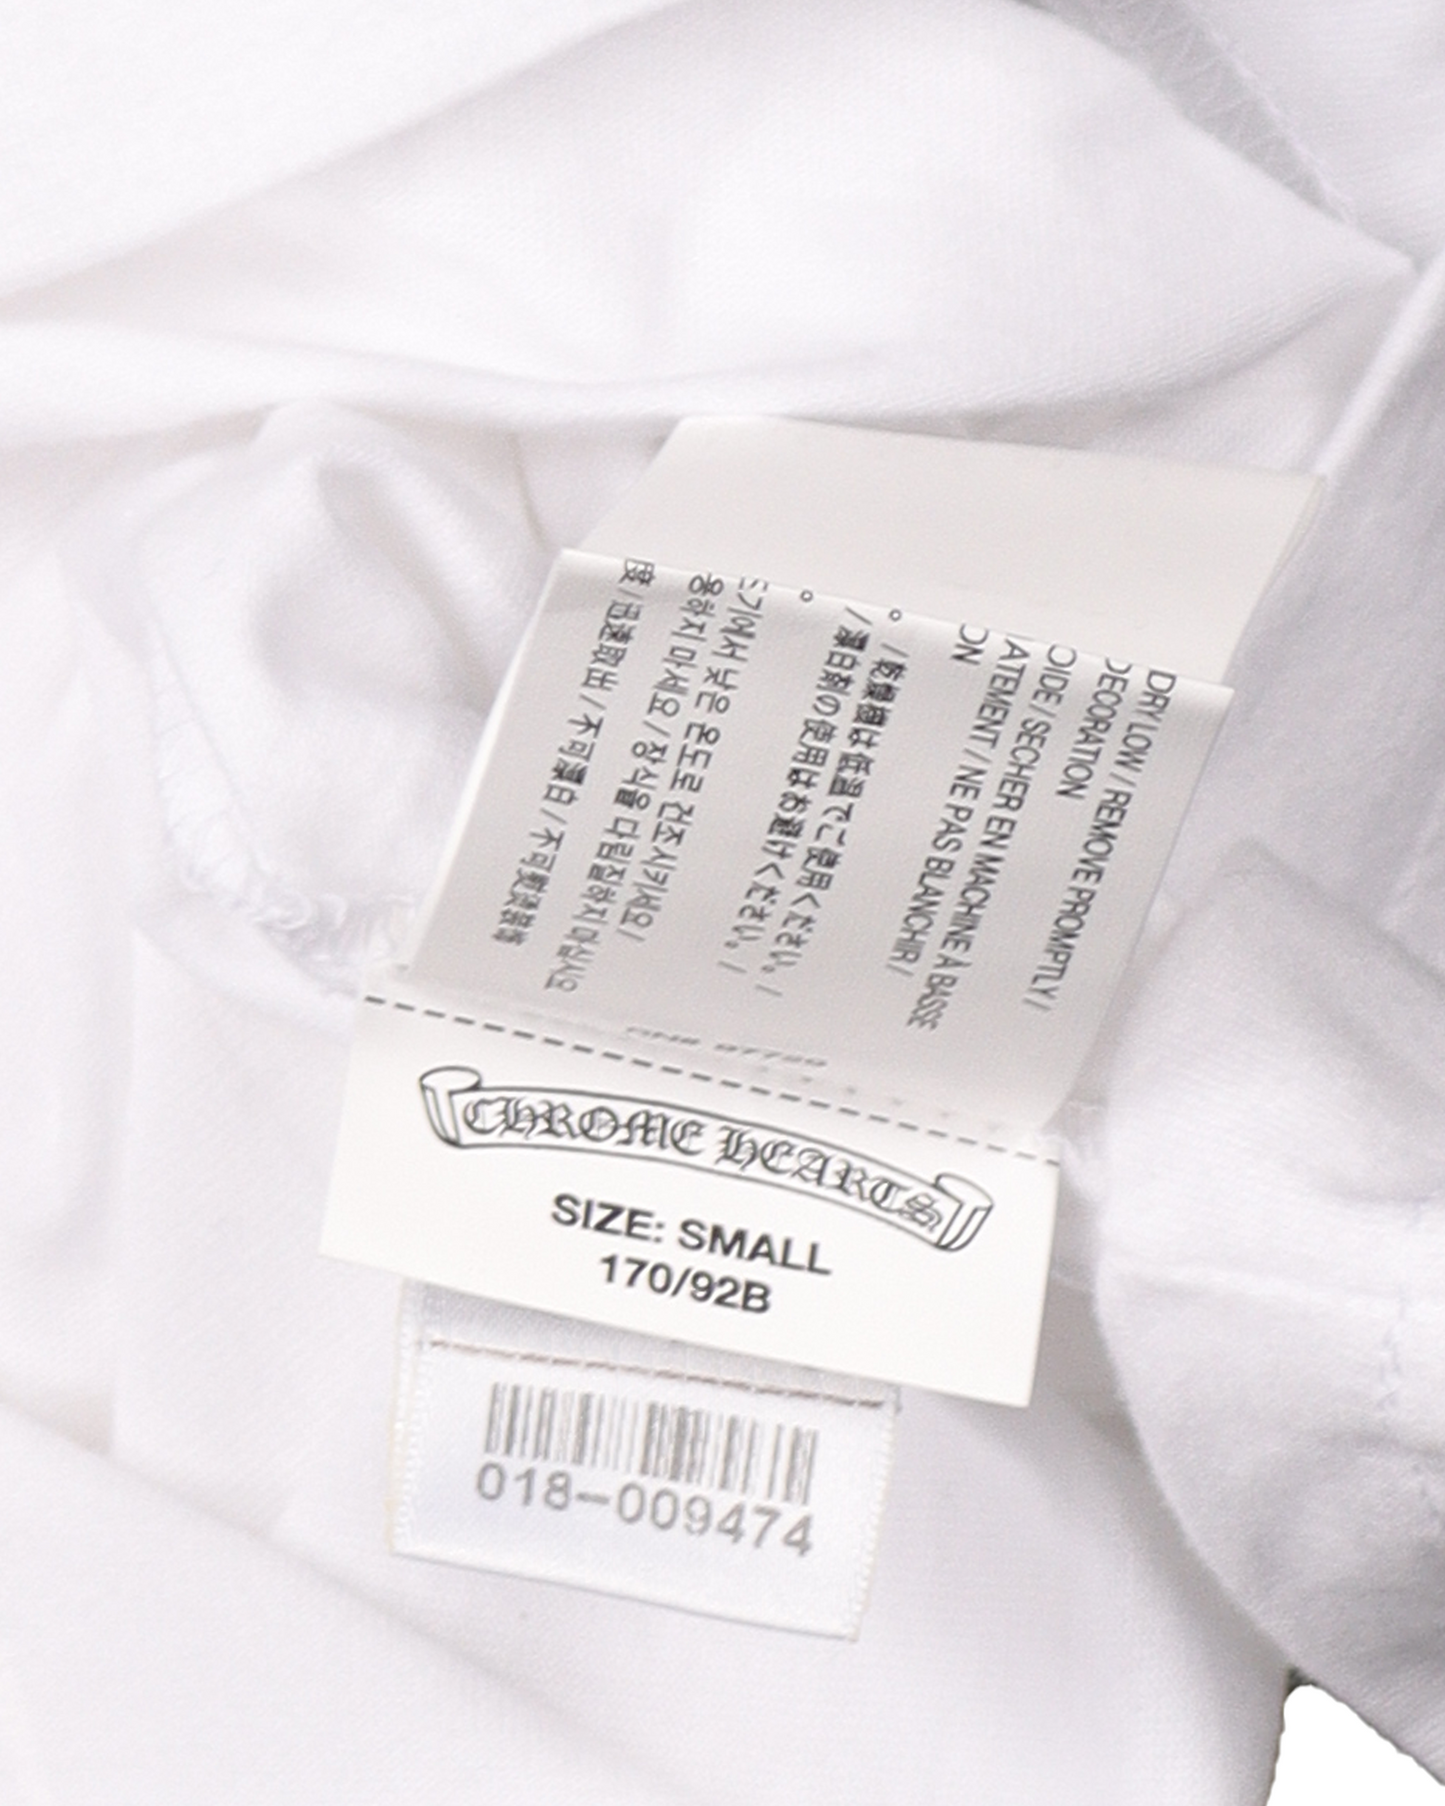 DRY LOW / REMOVE PROMPTLY /
DECORATION
OIDE / SECHER EN MACHINE À BASSE
ATEMENT / NE PAS BLANCHIR /
ON
。 / 乾燥機は低温でご使用ください。 /
/ 漂白剤の使用はお避けください。 /
。
기에서 낮은 온도로 건조시키세요 /
용하지 마세요 / 장식을 다림질하지 마십시오
度 / 迅速取出 / 不可漂白 / 不可熨燙裝飾
CHROME HEARTS
SIZE: SMALL
170/92B
018-009474